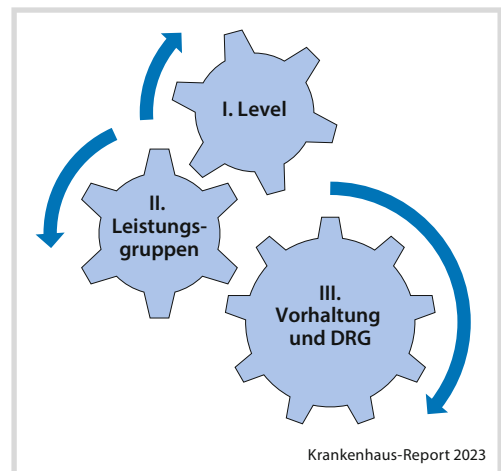 I. Level
II.
Leistungs-
gruppen
III.
Vorhaltung
und DRG
Krankenhaus-Report 2023